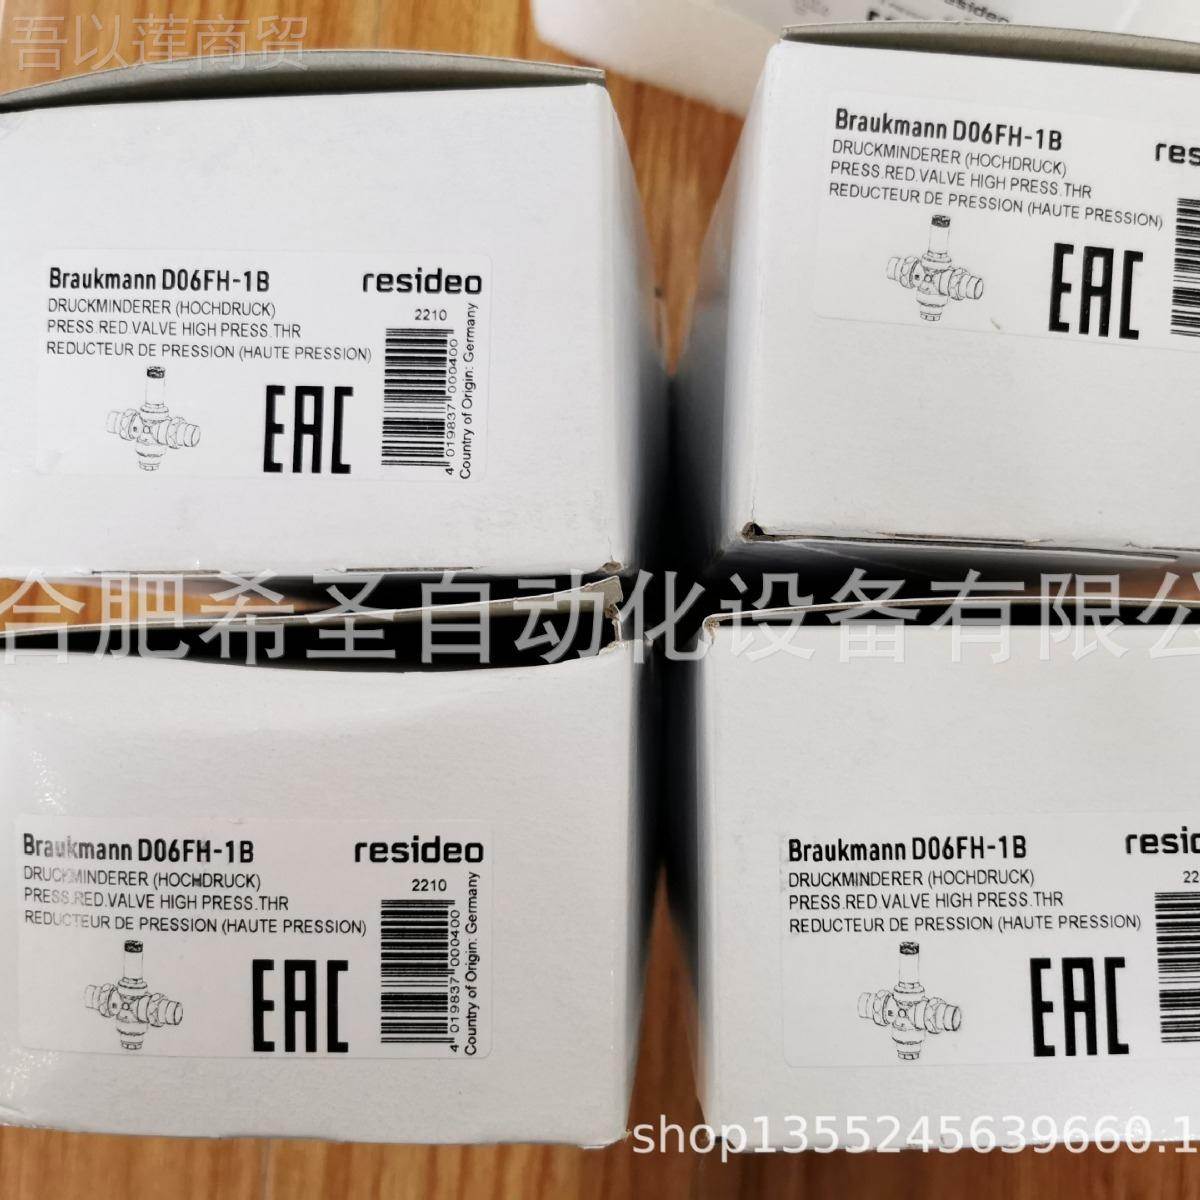 吾以莲商贸
resideo
Braukmann D06FH-1B
resideo
DRUCKMINDERER (HOCHDRUCK)
2210
PRESS.RED.VALVE HIGH PRESS.THR
REDUCTEUR DE PRESSION (HAUTE PRESSION)
EAC
4 019837 000400
Country of Origin: Germany
Braukmann D06FH-1B
res
DRUCKMINDERER (HOCHDRUCK)
PRESS.RED.VALVE HIGH PRESS.THR
REDUCTEUR DE PRESSION (HAUTE PRESSION)
EAC
合肥希圣自动化设备有限公
Braukmann D06FH-1B
resideo
DRUCKMINDERER (HOCHDRUCK)
2210
PRESS.RED.VALVE HIGH PRESS.THR
REDUCTEUR DE PRESSION (HAUTE PRESSION)
EAC
4 019837 000400
Country of Origin: Germany
Braukmann D06FH-1B
resid
DRUCKMINDERER (HOCHDRUCK)
22
PRESS.RED.VALVE HIGH PRESS.THR
REDUCTEUR DE PRESSION (HAUTE PRESSION)
EAC
shop1355245639660.1